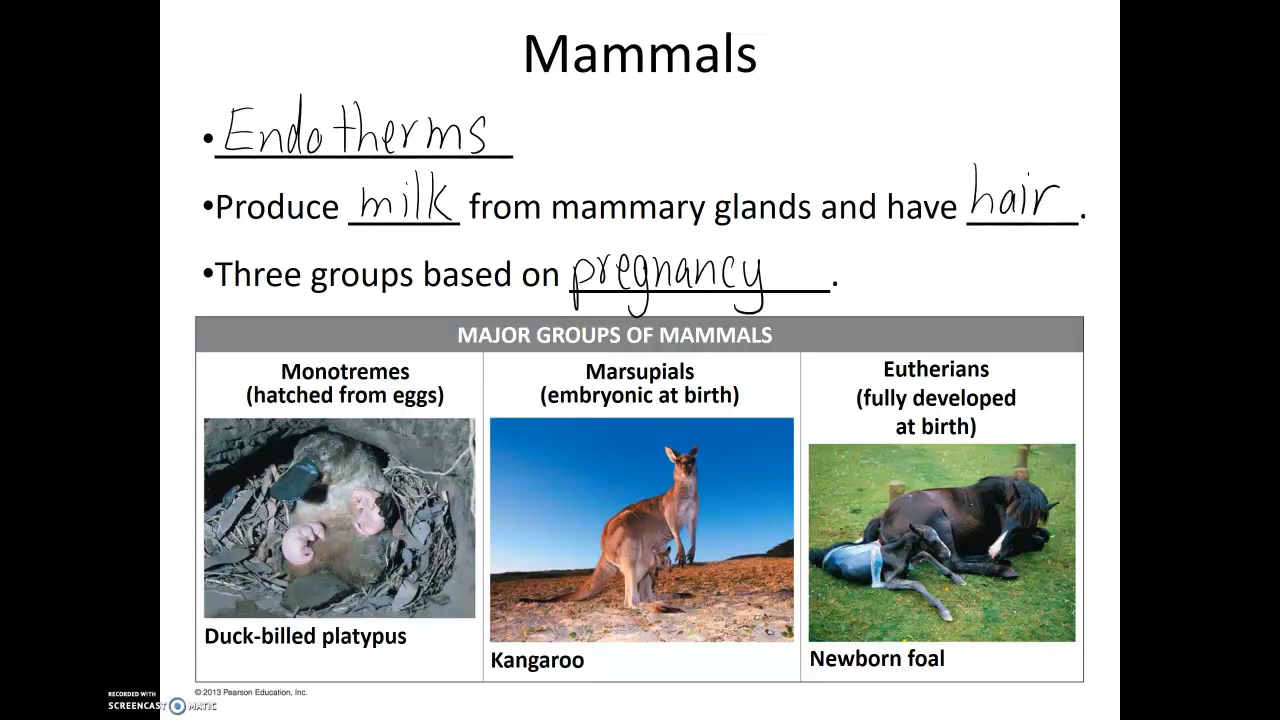 Mammals
•Endotherms
•Produce milk from mammary glands and have hair.
•Three groups based on pregnancy.
MAJOR GROUPS OF MAMMALS
Monotremes
(hatched from eggs)
Marsupials
(embryonic at birth)
Eutherians
(fully developed
at birth)
Duck-billed platypus
Kangaroo
Newborn foal
© 2013 Pearson Education, Inc.
RECORDED WITH
SCREENCAST MATIC